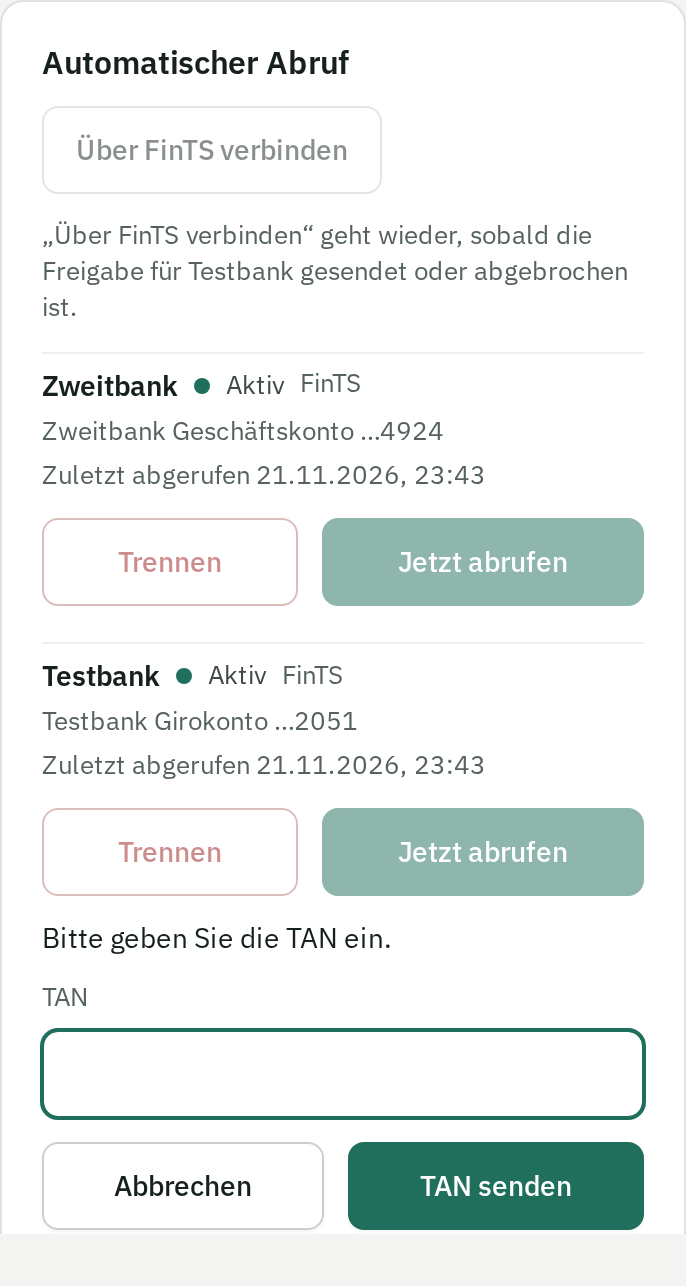 Automatischer Abruf
Über FinTS verbinden
„Über FinTS verbinden“ geht wieder, sobald die
Freigabe für Testbank gesendet oder abgebrochen
ist.
Zweitbank Aktiv FinTS
Zweitbank Geschäftskonto …4924
Zuletzt abgerufen 21.11.2026, 23:43
Trennen Jetzt abrufen
Testbank Aktiv FinTS
Testbank Girokonto …2051
Zuletzt abgerufen 21.11.2026, 23:43
Trennen Jetzt abrufen
Bitte geben Sie die TAN ein.
TAN
Abbrechen TAN senden